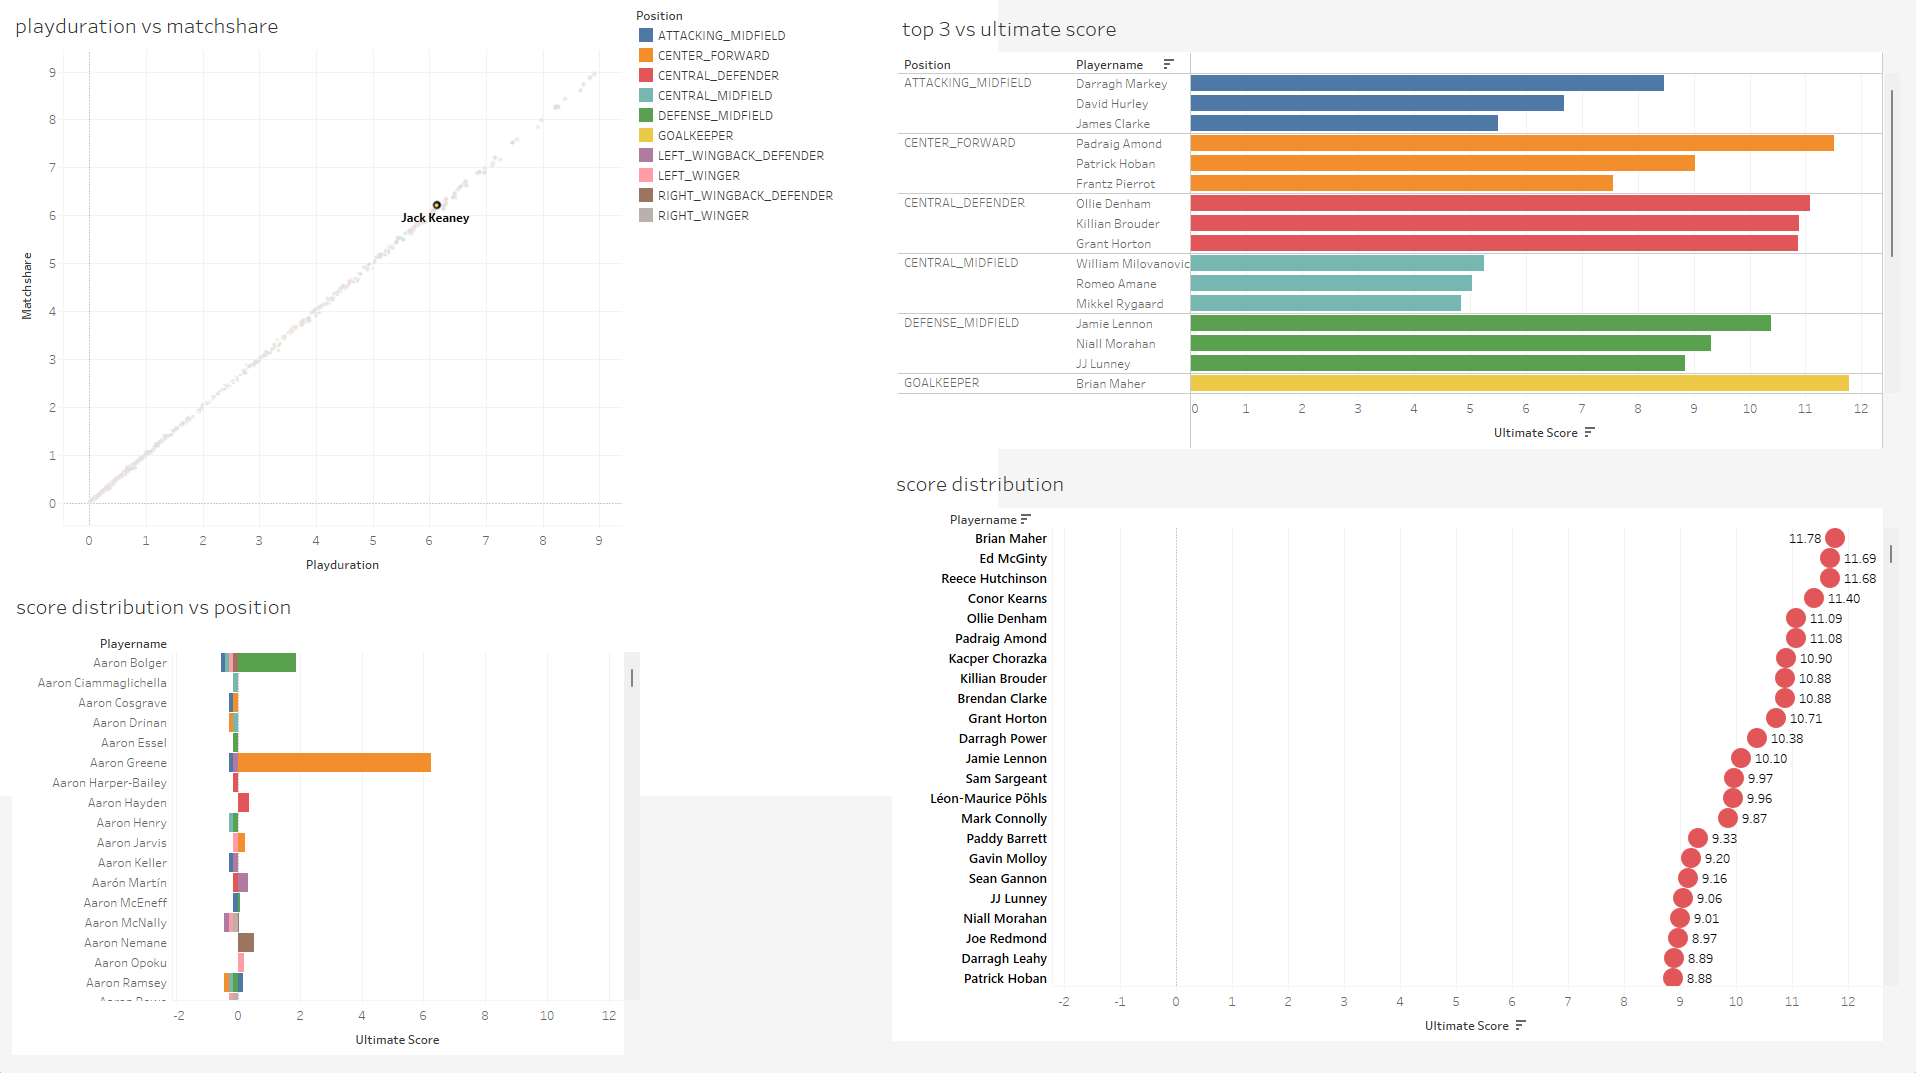 playduration vs matchshare
9
8
7
6
5
4
3
2
1
0
Matchshare
Jack Keaney
0 1 2 3 4 5 6 7 8 9
Playduration
Position
ATTACKING_MIDFIELD
CENTER_FORWARD
CENTRAL_DEFENDER
CENTRAL_MIDFIELD
DEFENSE_MIDFIELD
GOALKEEPER
LEFT_WINGBACK_DEFENDER
LEFT_WINGER
RIGHT_WINGBACK_DEFENDER
RIGHT_WINGER
top 3 vs ultimate score
Position Playername
ATTACKING_MIDFIELD Darragh Markey
David Hurley
James Clarke
CENTER_FORWARD Padraig Amond
Patrick Hoban
Frantz Pierrot
CENTRAL_DEFENDER Ollie Denham
Killian Brouder
Grant Horton
CENTRAL_MIDFIELD William Milovanovic
Romeo Amane
Mikkel Rygaard
DEFENSE_MIDFIELD Jamie Lennon
Niall Morahan
JJ Lunney
GOALKEEPER Brian Maher
0 1 2 3 4 5 6 7 8 9 10 11 12
Ultimate Score
score distribution vs position
Playername
Aaron Bolger
Aaron Ciammaglichella
Aaron Cosgrave
Aaron Drinan
Aaron Essel
Aaron Greene
Aaron Harper-Bailey
Aaron Hayden
Aaron Henry
Aaron Jarvis
Aaron Keller
Aarón Martín
Aaron McEneff
Aaron McNally
Aaron Nemane
Aaron Opoku
Aaron Ramsey
-2 0 2 4 6 8 10 12
Ultimate Score
score distribution
Playername
Brian Maher 11.78
Ed McGinty 11.69
Reece Hutchinson 11.68
Conor Kearns 11.40
Ollie Denham 11.09
Padraig Amond 11.08
Kacper Chorazka 10.90
Killian Brouder 10.88
Brendan Clarke 10.88
Grant Horton 10.71
Darragh Power 10.38
Jamie Lennon 10.10
Sam Sargeant 9.97
Léon-Maurice Pöhls 9.96
Mark Connolly 9.87
Paddy Barrett 9.33
Gavin Molloy 9.20
Sean Gannon 9.16
JJ Lunney 9.06
Niall Morahan 9.01
Joe Redmond 8.97
Darragh Leahy 8.89
Patrick Hoban 8.88
-2 -1 0 1 2 3 4 5 6 7 8 9 10 11 12
Ultimate Score